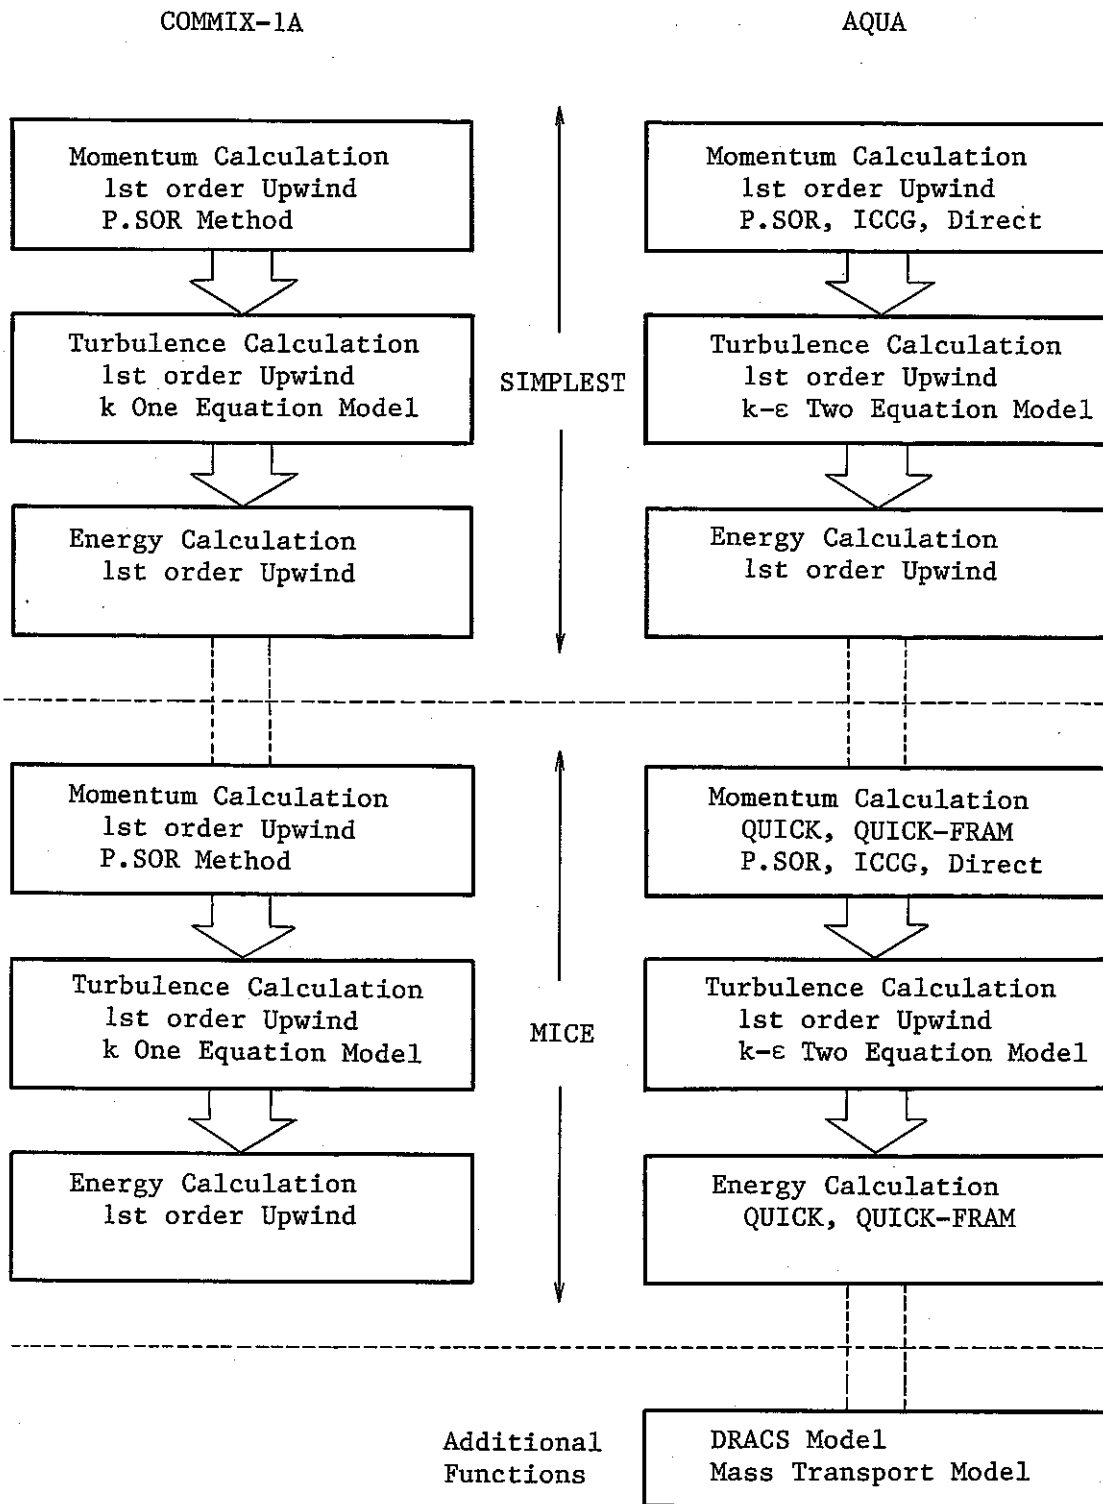 COMMIX-1A
AQUA
Momentum Calculation
1st order Upwind
P.SOR Method
Momentum Calculation
1st order Upwind
P.SOR, ICCG, Direct
Turbulence Calculation
1st order Upwind
k One Equation Model
SIMPLEST
Turbulence Calculation
1st order Upwind
k-ε Two Equation Model
Energy Calculation
1st order Upwind
Energy Calculation
1st order Upwind
Momentum Calculation
1st order Upwind
P.SOR Method
Momentum Calculation
QUICK, QUICK-FRAM
P.SOR, ICCG, Direct
Turbulence Calculation
1st order Upwind
k One Equation Model
MICE
Turbulence Calculation
1st order Upwind
k-ε Two Equation Model
Energy Calculation
1st order Upwind
Energy Calculation
QUICK, QUICK-FRAM
Additional
Functions
DRACS Model
Mass Transport Model